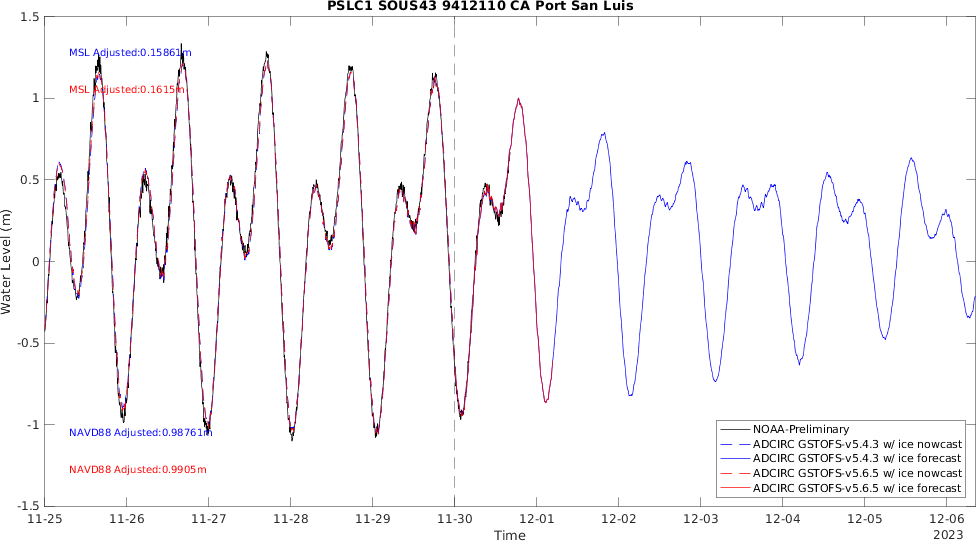 PSLC1 SOUS43 9412110 CA Port San Luis
1.5
1
0.5
0
-0.5
-1
-1.5
Water Level (m)
MSL Adjusted:0.15861m
MSL Adjusted:0.1615m
NAVD88 Adjusted:0.98761m
NAVD88 Adjusted:0.9905m
NOAA-Preliminary
ADCIRC GSTOFS-v5.4.3 w/ ice nowcast
ADCIRC GSTOFS-v5.4.3 w/ ice forecast
ADCIRC GSTOFS-v5.6.5 w/ ice nowcast
ADCIRC GSTOFS-v5.6.5 w/ ice forecast
11-25 11-26 11-27 11-28 11-29 11-30 12-01 12-02 12-03 12-04 12-05 12-06
2023
Time